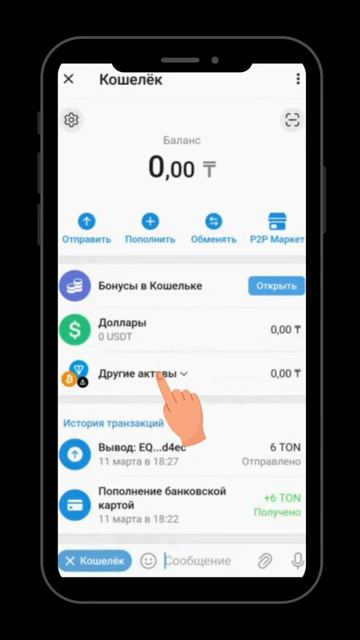 Кошелёк
Баланс
0,00 ₸
Отправить Пополнить Обменять P2P Маркет
Бонусы в Кошельке Открыть
Доллары
0 USDT
0,00 ₸
Другие активы
0,00 ₸
История транзакций
Вывод: EQ...d4ec 6 TON
11 марта в 18:27 Отправлено
Пополнение банковской
картой
+6 TON
11 марта в 18:22 Получено
Кошелёк Сообщение